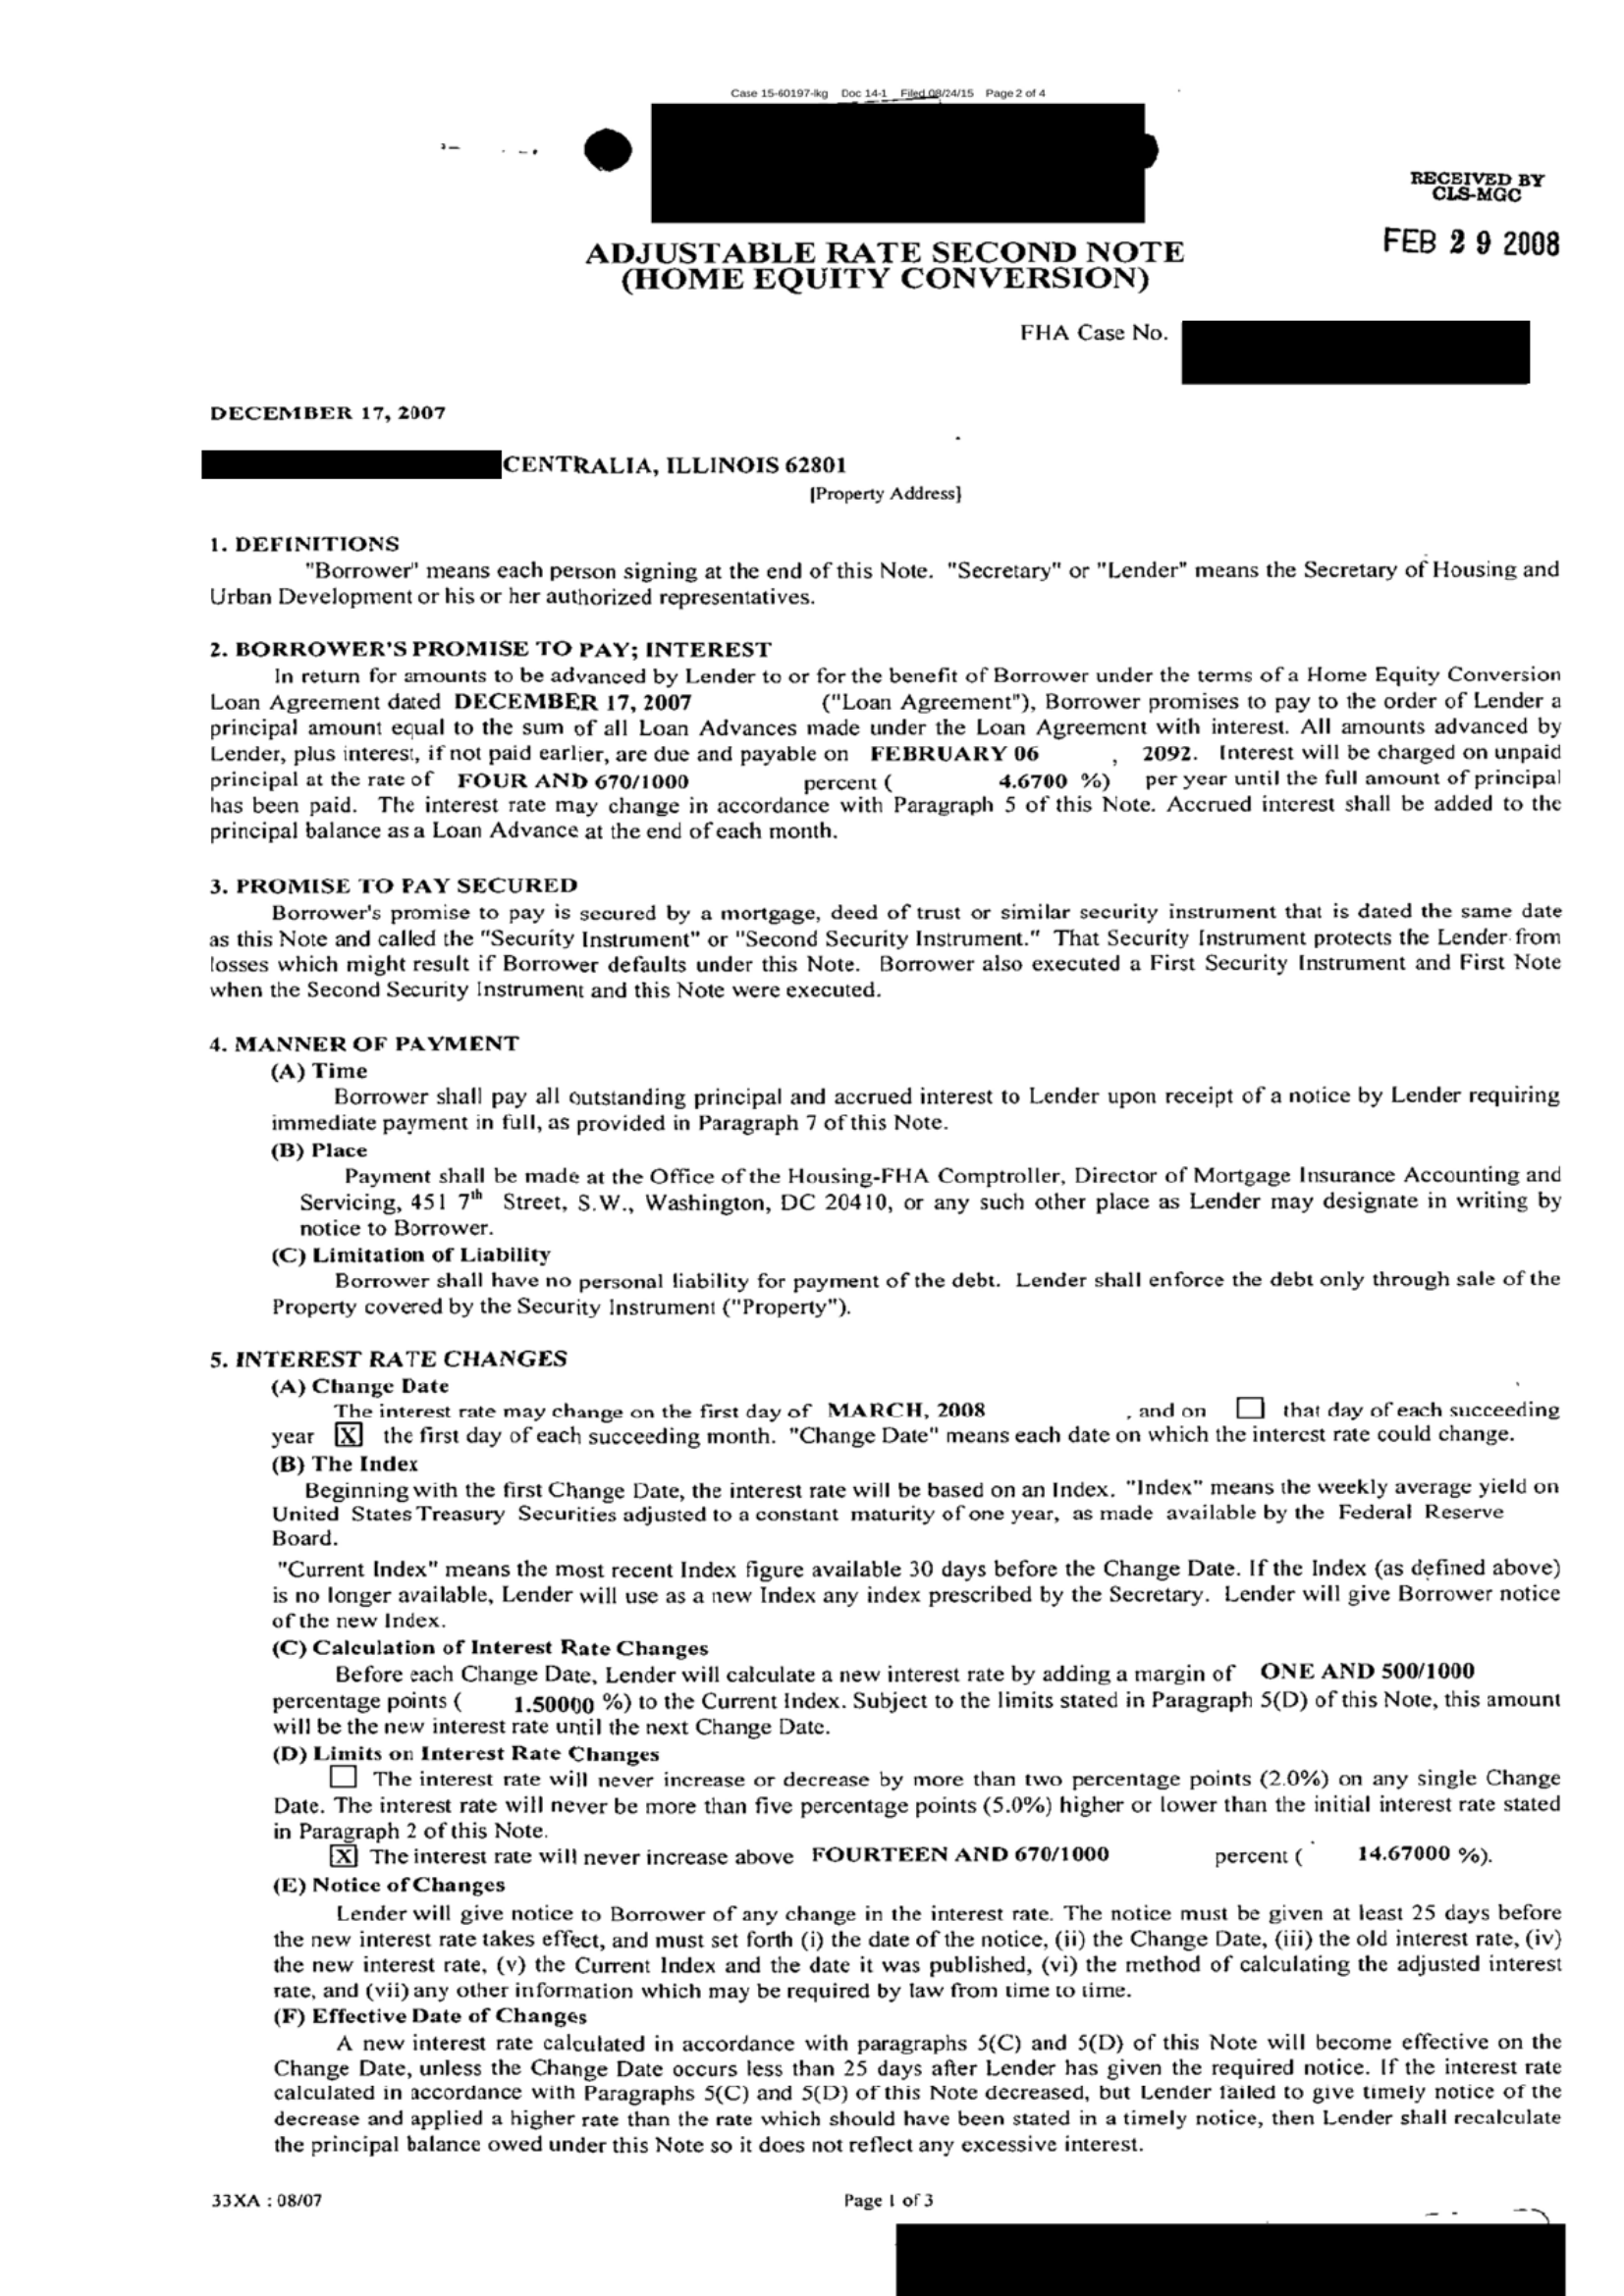 Case 15-60197-lkg Doc 14-1 Filed 08/24/15 Page 2 of 4
RECEIVED BY
CLS-MGC
FEB 29 2008
ADJUSTABLE RATE SECOND NOTE
(HOME EQUITY CONVERSION)
FHA Case No.
DECEMBER 17, 2007
CENTRALIA, ILLINOIS 62801
[Property Address]
1. DEFINITIONS
"Borrower" means each person signing at the end of this Note. "Secretary" or "Lender" means the Secretary of Housing and
Urban Development or his or her authorized representatives.
2. BORROWER'S PROMISE TO PAY; INTEREST
In return for amounts to be advanced by Lender to or for the benefit of Borrower under the terms of a Home Equity Conversion
Loan Agreement dated DECEMBER 17, 2007 ("Loan Agreement"), Borrower promises to pay to the order of Lender a
principal amount equal to the sum of all Loan Advances made under the Loan Agreement with interest. All amounts advanced by
Lender, plus interest, if not paid earlier, are due and payable on FEBRUARY 06 , 2092. Interest will be charged on unpaid
principal at the rate of FOUR AND 670/1000 percent ( 4.6700 %) per year until the full amount of principal
has been paid. The interest rate may change in accordance with Paragraph 5 of this Note. Accrued interest shall be added to the
principal balance as a Loan Advance at the end of each month.
3. PROMISE TO PAY SECURED
Borrower's promise to pay is secured by a mortgage, deed of trust or similar security instrument that is dated the same date
as this Note and called the "Security Instrument" or "Second Security Instrument." That Security Instrument protects the Lender from
losses which might result if Borrower defaults under this Note. Borrower also executed a First Security Instrument and First Note
when the Second Security Instrument and this Note were executed.
4. MANNER OF PAYMENT
(A) Time
Borrower shall pay all outstanding principal and accrued interest to Lender upon receipt of a notice by Lender requiring
immediate payment in full, as provided in Paragraph 7 of this Note.
(B) Place
Payment shall be made at the Office of the Housing-FHA Comptroller, Director of Mortgage Insurance Accounting and
Servicing, 451 7th Street, S.W., Washington, DC 20410, or any such other place as Lender may designate in writing by
notice to Borrower.
(C) Limitation of Liability
Borrower shall have no personal liability for payment of the debt. Lender shall enforce the debt only through sale of the
Property covered by the Security Instrument ("Property").
5. INTEREST RATE CHANGES
(A) Change Date
The interest rate may change on the first day of MARCH, 2008 , and on ☐ that day of each succeeding
year [X] the first day of each succeeding month. "Change Date" means each date on which the interest rate could change.
(B) The Index
Beginning with the first Change Date, the interest rate will be based on an Index. "Index" means the weekly average yield on
United States Treasury Securities adjusted to a constant maturity of one year, as made available by the Federal Reserve
Board.
"Current Index" means the most recent Index figure available 30 days before the Change Date. If the Index (as defined above)
is no longer available, Lender will use as a new Index any index prescribed by the Secretary. Lender will give Borrower notice
of the new Index.
(C) Calculation of Interest Rate Changes
Before each Change Date, Lender will calculate a new interest rate by adding a margin of ONE AND 500/1000
percentage points ( 1.50000 %) to the Current Index. Subject to the limits stated in Paragraph 5(D) of this Note, this amount
will be the new interest rate until the next Change Date.
(D) Limits on Interest Rate Changes
☐ The interest rate will never increase or decrease by more than two percentage points (2.0%) on any single Change
Date. The interest rate will never be more than five percentage points (5.0%) higher or lower than the initial interest rate stated
in Paragraph 2 of this Note.
[X] The interest rate will never increase above FOURTEEN AND 670/1000 percent ( 14.67000 %).
(E) Notice of Changes
Lender will give notice to Borrower of any change in the interest rate. The notice must be given at least 25 days before
the new interest rate takes effect, and must set forth (i) the date of the notice, (ii) the Change Date, (iii) the old interest rate, (iv)
the new interest rate, (v) the Current Index and the date it was published, (vi) the method of calculating the adjusted interest
rate, and (vii) any other information which may be required by law from time to time.
(F) Effective Date of Changes
A new interest rate calculated in accordance with paragraphs 5(C) and 5(D) of this Note will become effective on the
Change Date, unless the Change Date occurs less than 25 days after Lender has given the required notice. If the interest rate
calculated in accordance with Paragraphs 5(C) and 5(D) of this Note decreased, but Lender failed to give timely notice of the
decrease and applied a higher rate than the rate which should have been stated in a timely notice, then Lender shall recalculate
the principal balance owed under this Note so it does not reflect any excessive interest.
33XA : 08/07
Page 1 of 3